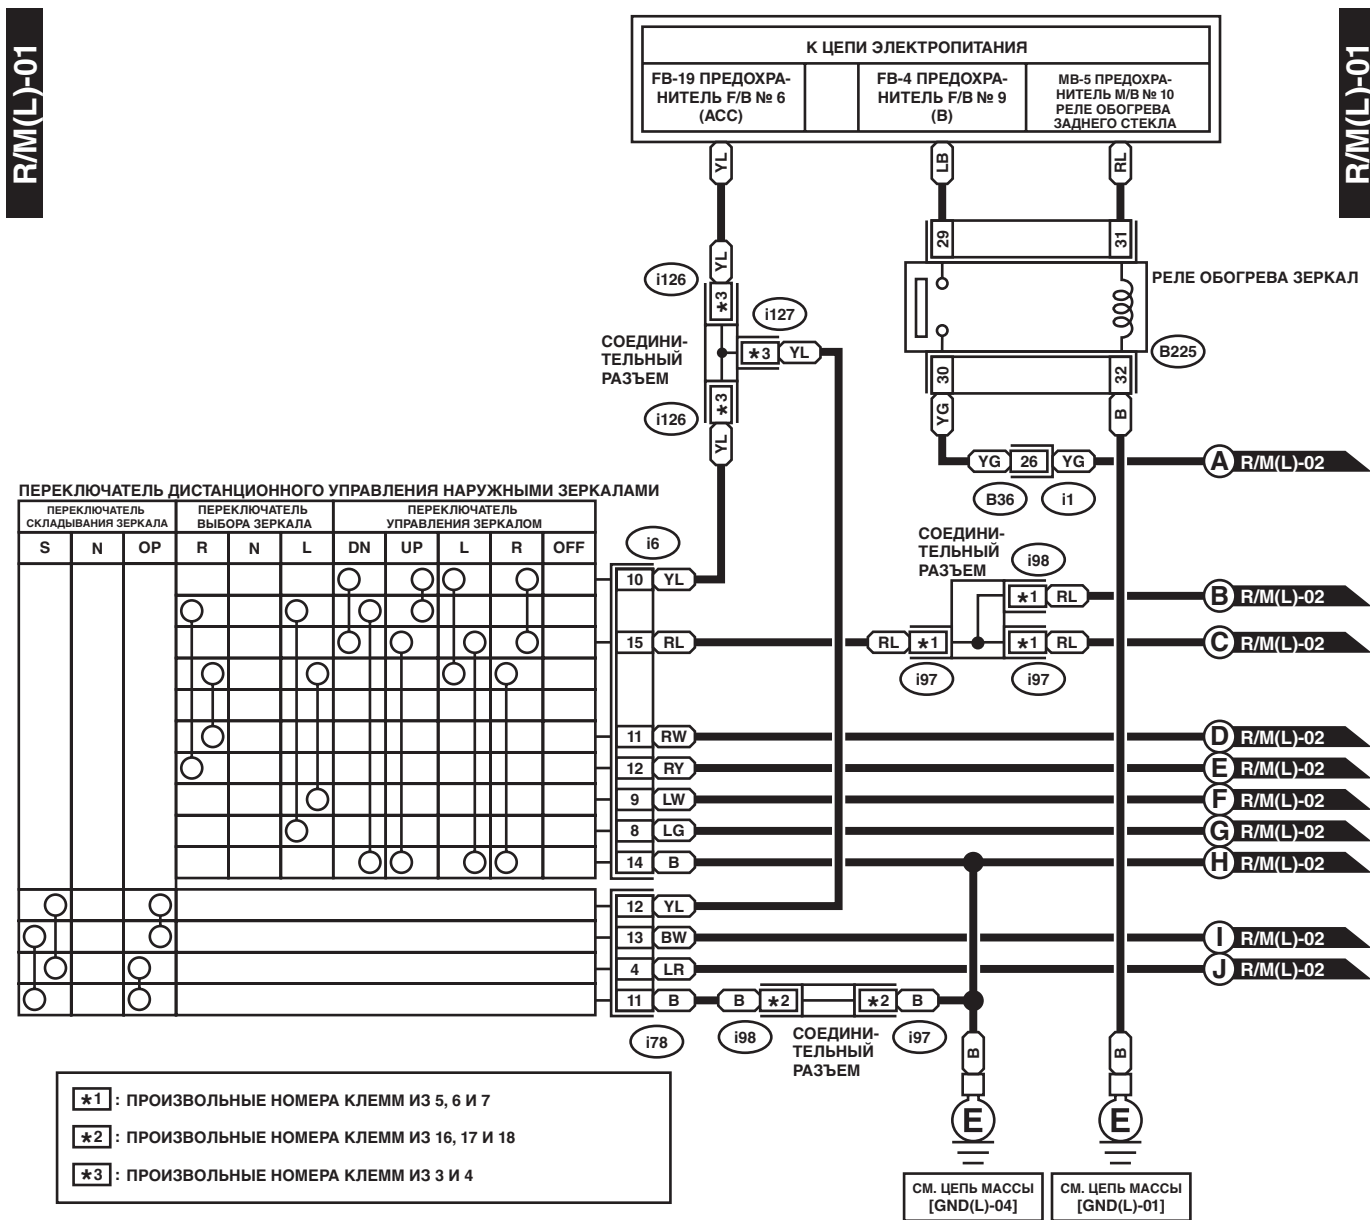 R/M(L)-01
R/M(L)-01
К ЦЕПИ ЭЛЕКТРОПИТАНИЯ
FB-19 ПРЕДОХРА-
НИТЕЛЬ F/B № 6
(ACC)
FB-4 ПРЕДОХРА-
НИТЕЛЬ F/B № 9
(B)
MB-5 ПРЕДОХРА-
НИТЕЛЬ M/B № 10
РЕЛЕ ОБОГРЕВА
ЗАДНЕГО СТЕКЛА
YL
LB
RL
29
31
YL
i126
*3
РЕЛЕ ОБОГРЕВА ЗЕРКАЛ
i127
СОЕДИНИ-
ТЕЛЬНЫЙ
РАЗЪЕМ
*3 YL
B225
30
32
*3
i126
YL
YG
B
YG 26 YG
A R/M(L)-02
B36
i1
ПЕРЕКЛЮЧАТЕЛЬ ДИСТАНЦИОННОГО УПРАВЛЕНИЯ НАРУЖНЫМИ ЗЕРКАЛАМИ
ПЕРЕКЛЮЧАТЕЛЬ
СКЛАДЫВАНИЯ ЗЕРКАЛА
ПЕРЕКЛЮЧАТЕЛЬ
ВЫБОРА ЗЕРКАЛА
ПЕРЕКЛЮЧАТЕЛЬ
УПРАВЛЕНИЯ ЗЕРКАЛОМ
S N OP R N L DN UP L R OFF
i6
СОЕДИНИ-
ТЕЛЬНЫЙ
РАЗЪЕМ
i98
10 YL
*1 RL
B R/M(L)-02
15 RL
RL *1
*1 RL
C R/M(L)-02
i97
i97
11 RW
D R/M(L)-02
12 RY
E R/M(L)-02
9 LW
F R/M(L)-02
8 LG
G R/M(L)-02
14 B
H R/M(L)-02
12 YL
13 BW
I R/M(L)-02
4 LR
J R/M(L)-02
11 B
B *2
*2 B
i78
i98
СОЕДИНИ-
ТЕЛЬНЫЙ
РАЗЪЕМ
i97
B
B
E
E
*1 : ПРОИЗВОЛЬНЫЕ НОМЕРА КЛЕММ ИЗ 5, 6 И 7
*2 : ПРОИЗВОЛЬНЫЕ НОМЕРА КЛЕММ ИЗ 16, 17 И 18
*3 : ПРОИЗВОЛЬНЫЕ НОМЕРА КЛЕММ ИЗ 3 И 4
СМ. ЦЕПЬ МАССЫ
[GND(L)-04]
СМ. ЦЕПЬ МАССЫ
[GND(L)-01]